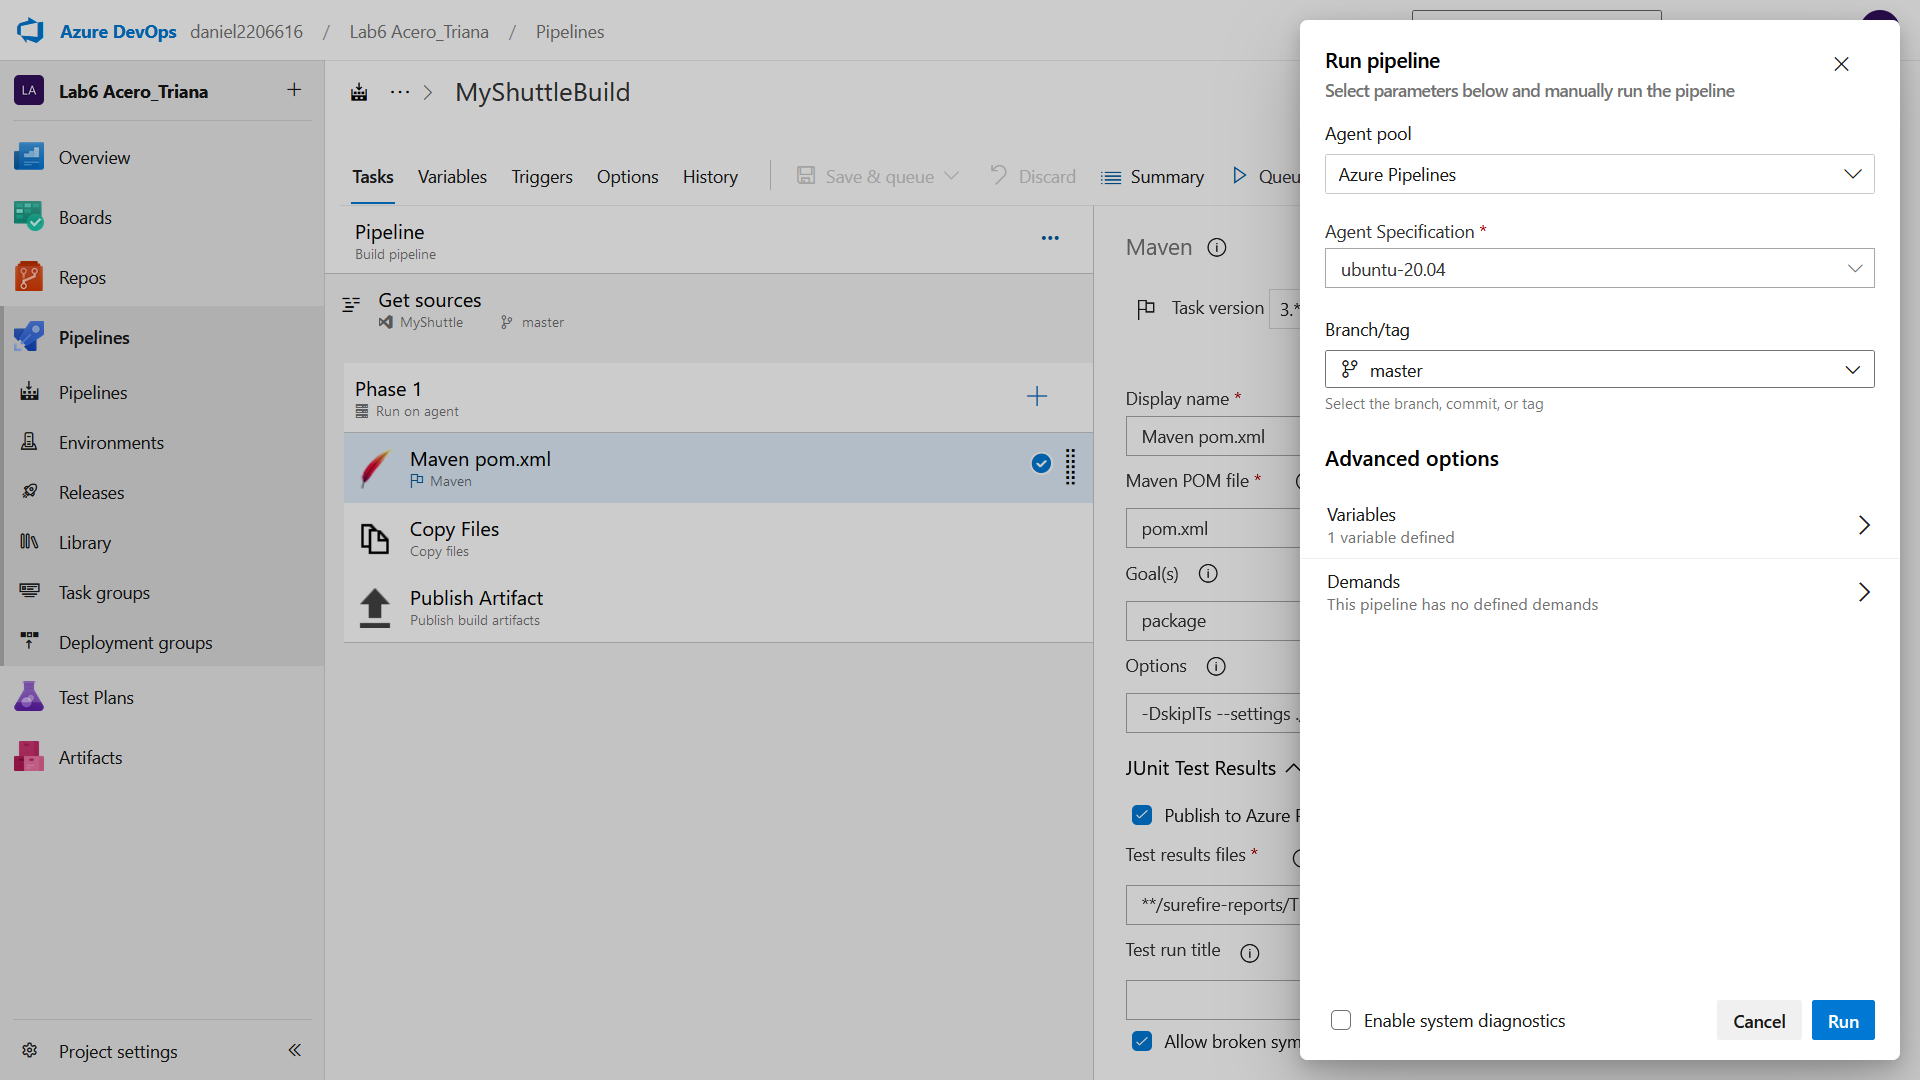 Azure DevOps daniel2206616 / Lab6 Acero_Triana / Pipelines
LA Lab6 Acero_Triana
Overview
Boards
Repos
Pipelines
Pipelines
Environments
Releases
Library
Task groups
Deployment groups
Test Plans
Artifacts
Project settings
MyShuttleBuild
Tasks Variables Triggers Options History Save & queue Discard Summary Queu
Pipeline
Build pipeline
Get sources
MyShuttle master
Phase 1
Run on agent
Maven pom.xml
Maven
Copy Files
Copy files
Publish Artifact
Publish build artifacts
Maven
Task version 3.*
Display name *
Maven pom.xml
Maven POM file *
pom.xml
Goal(s)
package
Options
-DskipITs --settings .
JUnit Test Results
Publish to Azure
Test results files *
**/surefire-reports/T
Test run title
Allow broken sym
Run pipeline
Select parameters below and manually run the pipeline
Agent pool
Azure Pipelines
Agent Specification *
ubuntu-20.04
Branch/tag
master
Select the branch, commit, or tag
Advanced options
Variables
1 variable defined
Demands
This pipeline has no defined demands
Enable system diagnostics
Cancel
Run